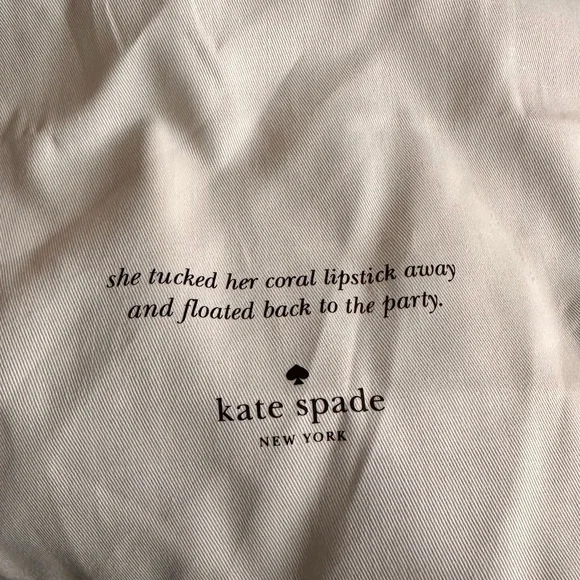 she tucked her coral lipstick away
and floated back to the party.
kate spade
NEW YORK